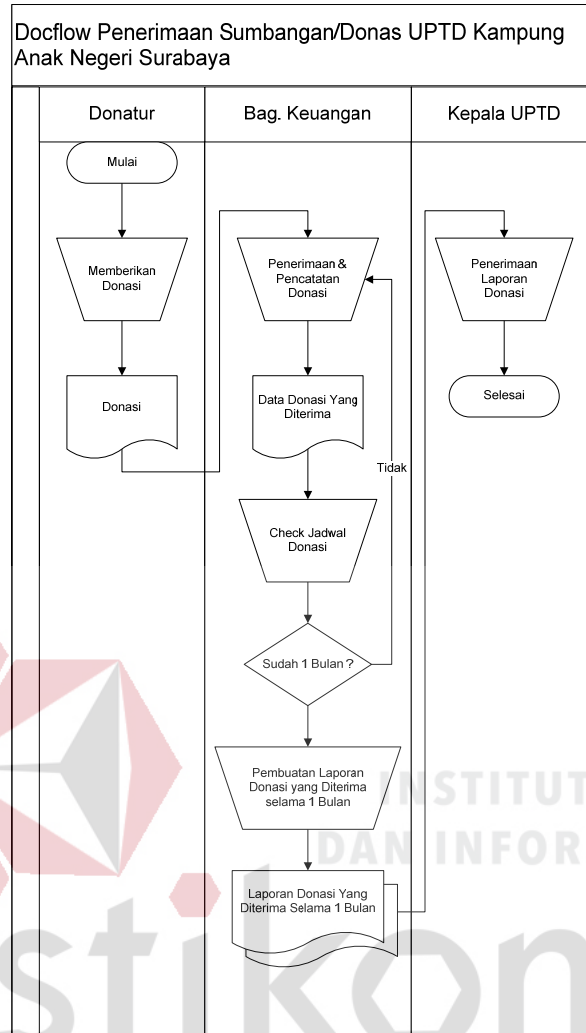 Docflow Penerimaan Sumbangan/Donas UPTD Kampung
Anak Negeri Surabaya
Donatur
Bag. Keuangan
Kepala UPTD
Mulai
Memberikan
Donasi
Donasi
Penerimaan &
Pencatatan
Donasi
Data Donasi Yang
Diterima
Tidak
Check Jadwal
Donasi
Sudah 1 Bulan ?
Pembuatan Laporan
Donasi yang Diterima
selama 1 Bulan
Laporan Donasi Yang
Diterima Selama 1 Bulan
Penerimaan
Laporan
Donasi
Selesai
INSTITUT
DAN INFOR
stikom